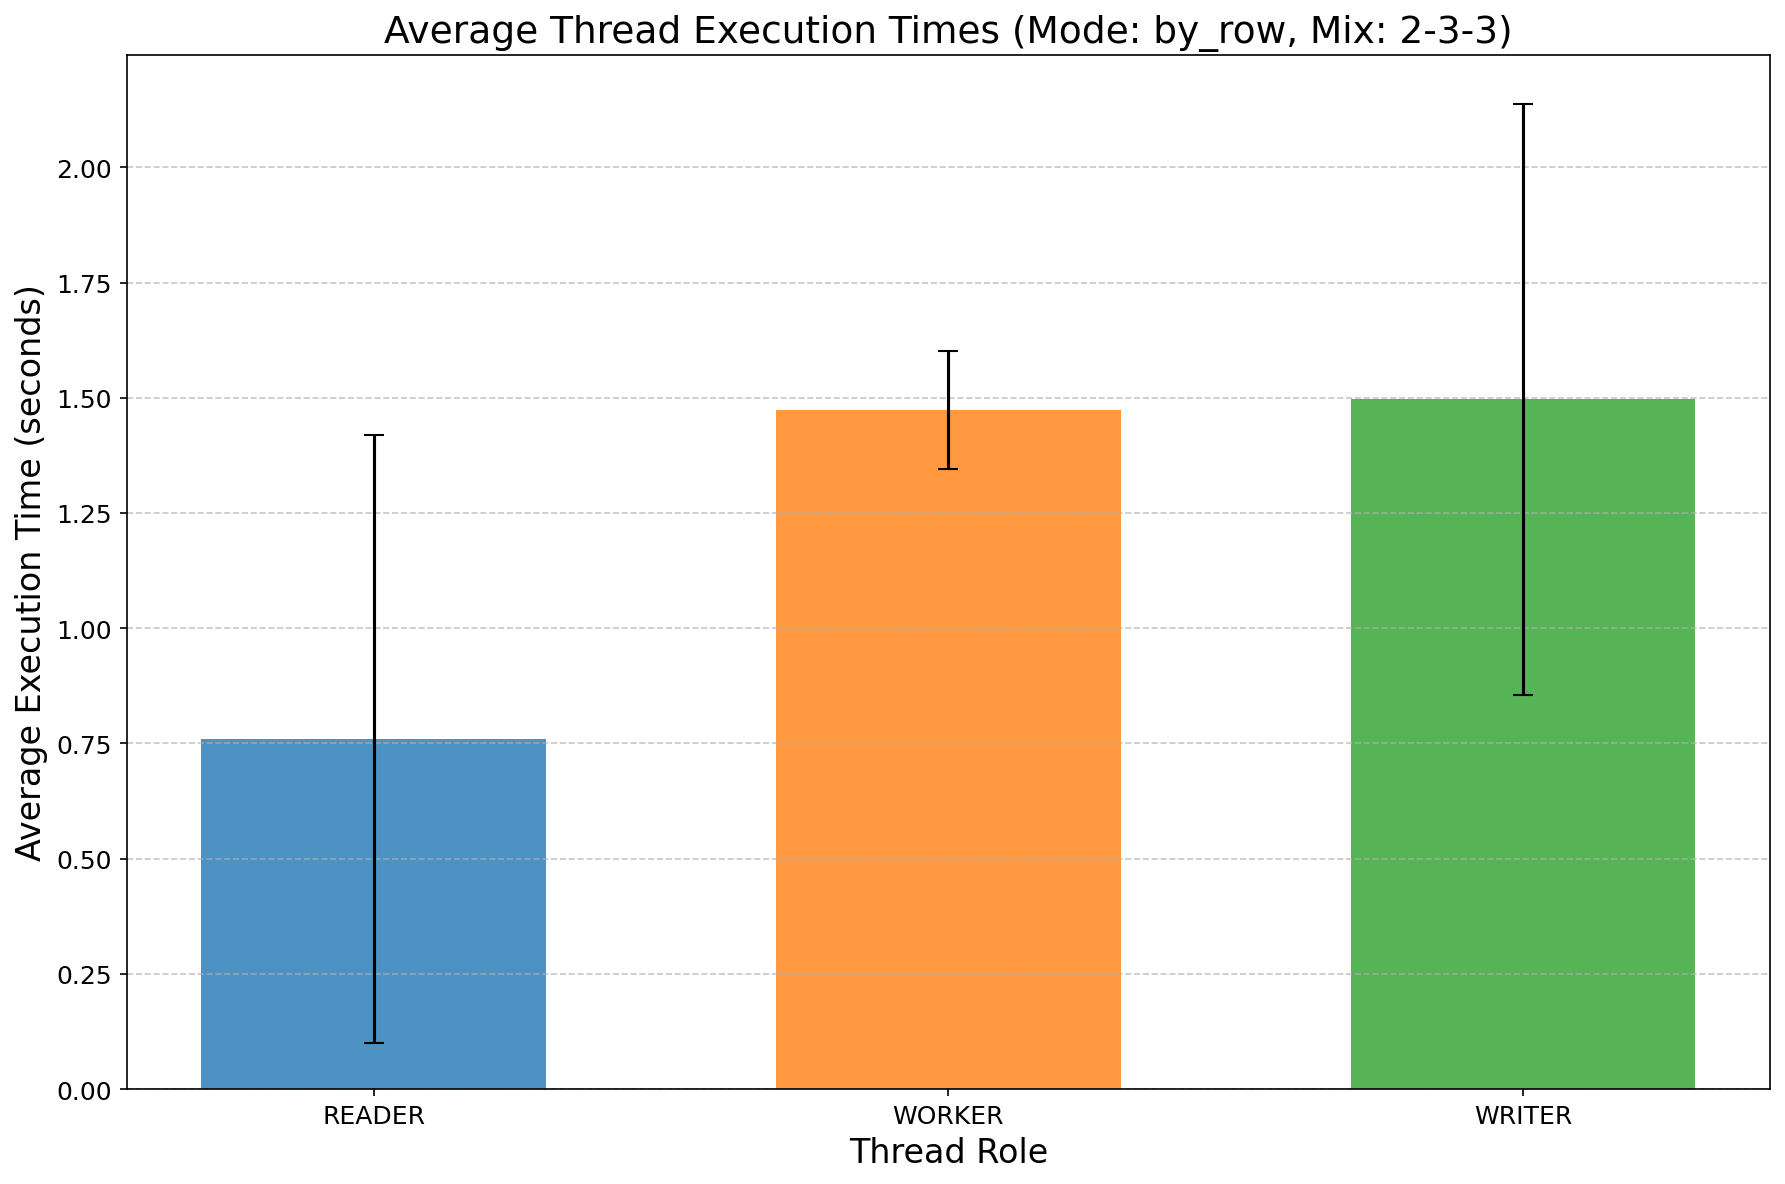 Average Thread Execution Times (Mode: by_row, Mix: 2-3-3)
Average Execution Time (seconds)
2.00
1.75
1.50
1.25
1.00
0.75
0.50
0.25
0.00
READER WORKER WRITER
Thread Role